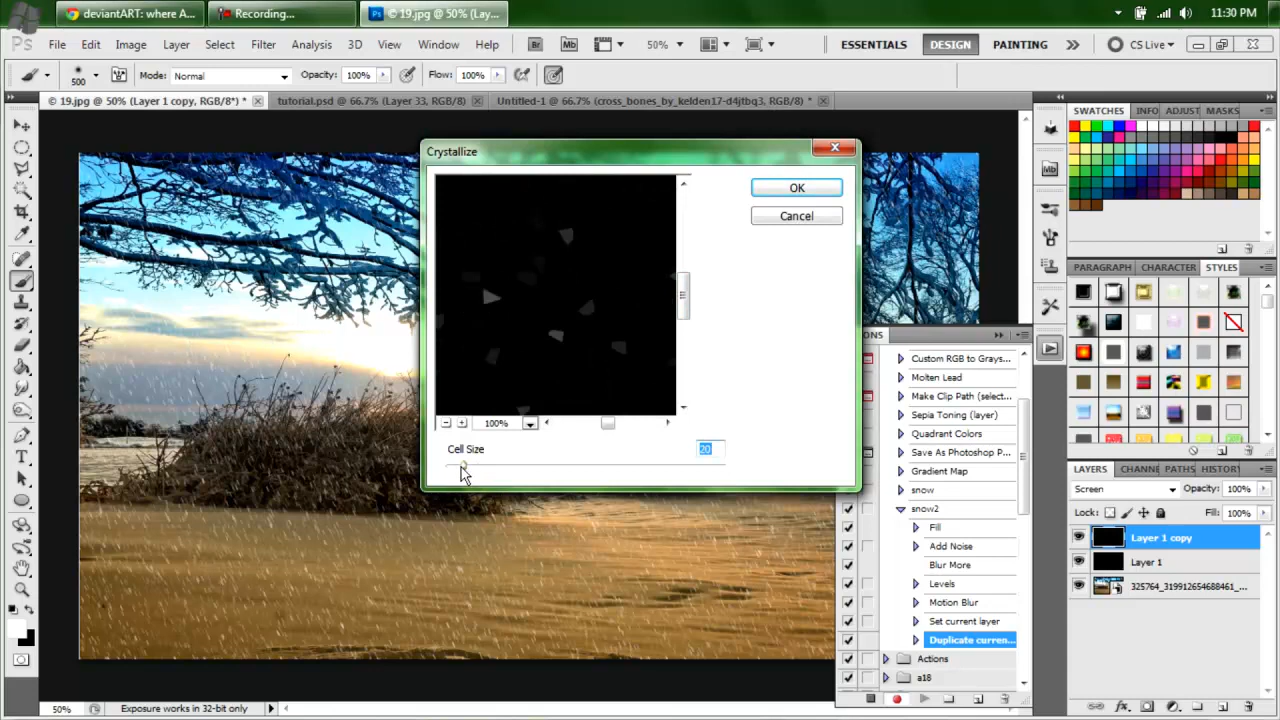 deviantART: where A...
Recording...
© 19.jpg @ 50% (Lay...
11:30 PM
Ps
File Edit Image Layer Select Filter Analysis 3D View Window Help
Br
Mb
50%
ESSENTIALS
DESIGN
PAINTING
CS Live
500
Mode: Normal
Opacity: 100%
Flow: 100%
© 19.jpg @ 50% (Layer 1 copy, RGB/8*) *
tutorial.psd @ 66.7% (Layer 33, RGB/8)
Untitled-1 @ 66.7% (cross_bones_by_kelden17-d4jtbq3, RGB/8) *
SWATCHES INFO ADJUST MASKS
Crystallize
OK
Cancel
100%
Cell Size
20
Mb
PARAGRAPH CHARACTER STYLES
ONS
Custom RGB to Grays...
Molten Lead
Make Clip Path (select...
Sepia Toning (layer)
Quadrant Colors
Save As Photoshop P...
Gradient Map
snow
snow2
Fill
Add Noise
Blur More
Levels
Motion Blur
Set current layer
Duplicate curren...
Actions
a18
LAYERS CHANNE PATHS HISTORY
Screen
Opacity: 100%
Lock:
Fill: 100%
Layer 1 copy
Layer 1
325764_319912654688461_...
50%
Exposure works in 32-bit only